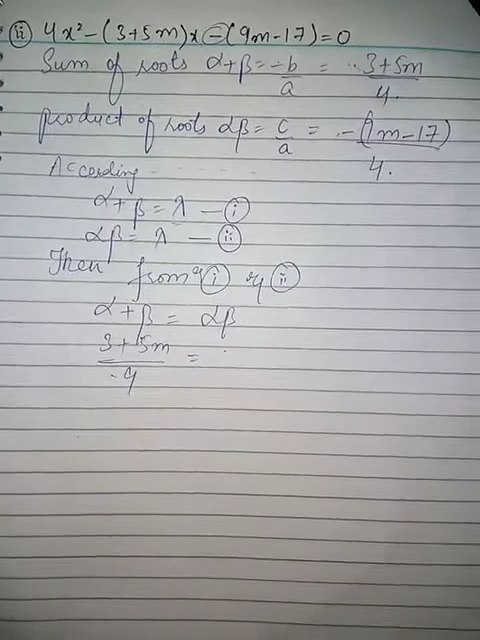 (ii) 4x² - (3+5m)x - (9m-17) = 0
Sum of roots α+β = -b/a = 3+5m/4.
product of roots αβ = c/a = -(9m-17)/4.
According - - - - - -
α+β = λ — (i)
αβ = λ — (ii)
Then from (i) & (ii)
α+β = αβ
3+5m/4 =